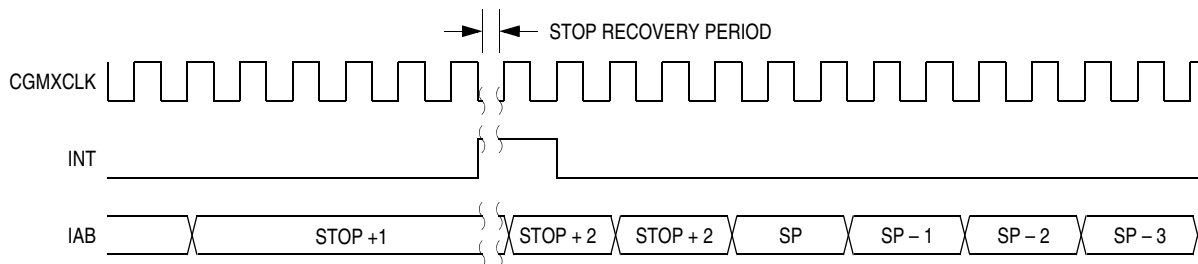 STOP RECOVERY PERIOD
CGMXCLK
INT
IAB
STOP +1
STOP + 2
STOP + 2
SP
SP – 1
SP – 2
SP – 3